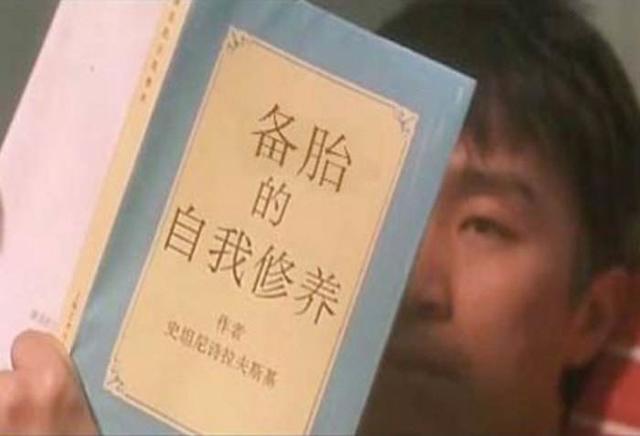 备胎
的
自我修养
作者
史坦尼诗拉夫斯基